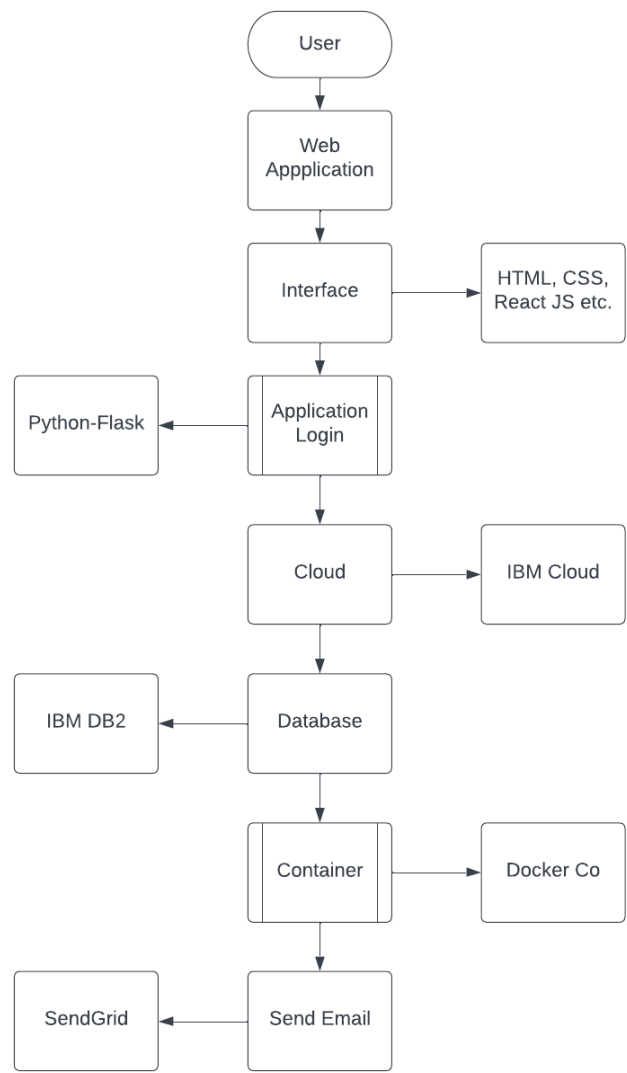 User
Web
Appplication
Interface
HTML, CSS,
React JS etc.
Python-Flask
Application
Login
Cloud
IBM Cloud
IBM DB2
Database
Container
Docker Co
SendGrid
Send Email